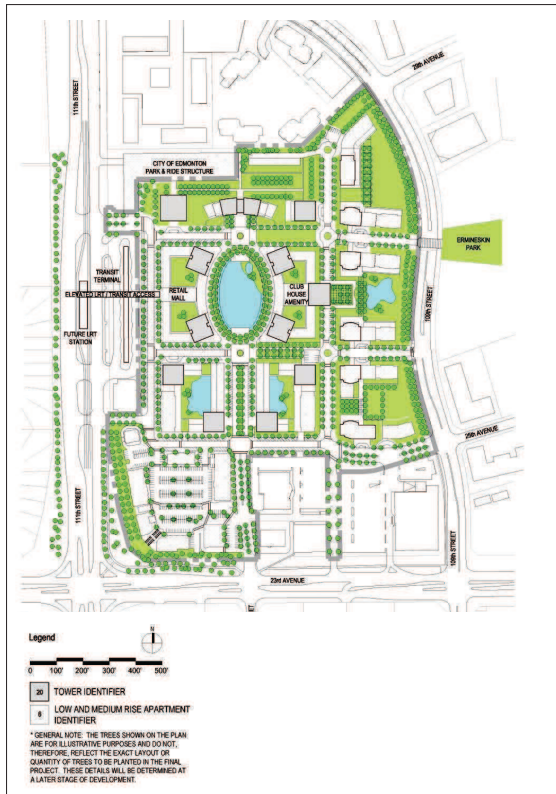 29th AVENUE
111th STREET
CITY OF EDMONTON
PARK & RIDE STRUCTURE
ERMINESKIN
PARK
TRANSIT
TERMINAL
ELEVATED LRT / TRANSIT ACCESS
RETAIL
MALL
CLUB
HOUSE
AMENITY
109th STREET
FUTURE LRT
STATION
25th AVENUE
111th STREET
109th STREET
23rd AVENUE
Legend
N
0 100' 200' 300' 400' 500'
20 TOWER IDENTIFIER
6 LOW AND MEDIUM RISE APARTMENT
IDENTIFIER
* GENERAL NOTE: THE TREES SHOWN ON THE PLAN
ARE FOR ILLUSTRATIVE PURPOSES AND DO NOT,
THEREFORE, REFLECT THE EXACT LAYOUT OR
QUANTITY OF TREES TO BE PLANTED IN THE FINAL
PROJECT. THESE DETAILS WILL BE DETERMINED AT
A LATER STAGE OF DEVELOPMENT.